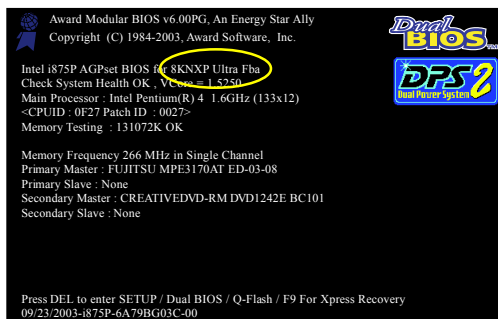 Award Modular BIOS v6.00PG, An Energy Star Ally
Copyright (C) 1984-2003, Award Software, Inc.
Dual BIOS
Intel i875P AGPset BIOS for 8KNXP Ultra Fba
Check System Health OK , VCore = 1.5250
Main Processor : Intel Pentium(R) 4 1.6GHz (133x12)
<CPUID : 0F27 Patch ID : 0027>
Memory Testing : 131072K OK
DPS2
Dual Power System
Memory Frequency 266 MHz in Single Channel
Primary Master : FUJITSU MPE3170AT ED-03-08
Primary Slave : None
Secondary Master : CREATIVEDVD-RM DVD1242E BC101
Secondary Slave : None
Press DEL to enter SETUP / Dual BIOS / Q-Flash / F9 For Xpress Recovery
09/23/2003-i875P-6A79BG03C-00